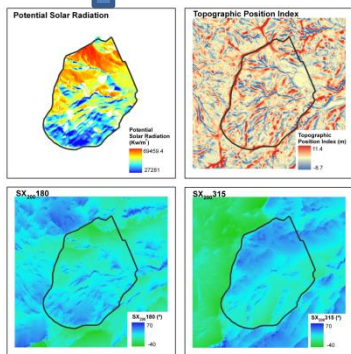 Potential Solar Radiation
Potential
Solar Radiation
(Kw/m²)
69459.4
27281
Topographic Position Index
Topographic
Position Index (m)
11.4
-8.7
SX₂₀₀180
SX₂₀₀180 (°)
70
-40
SX₂₀₀315
SX₂₀₀315 (°)
70
-40